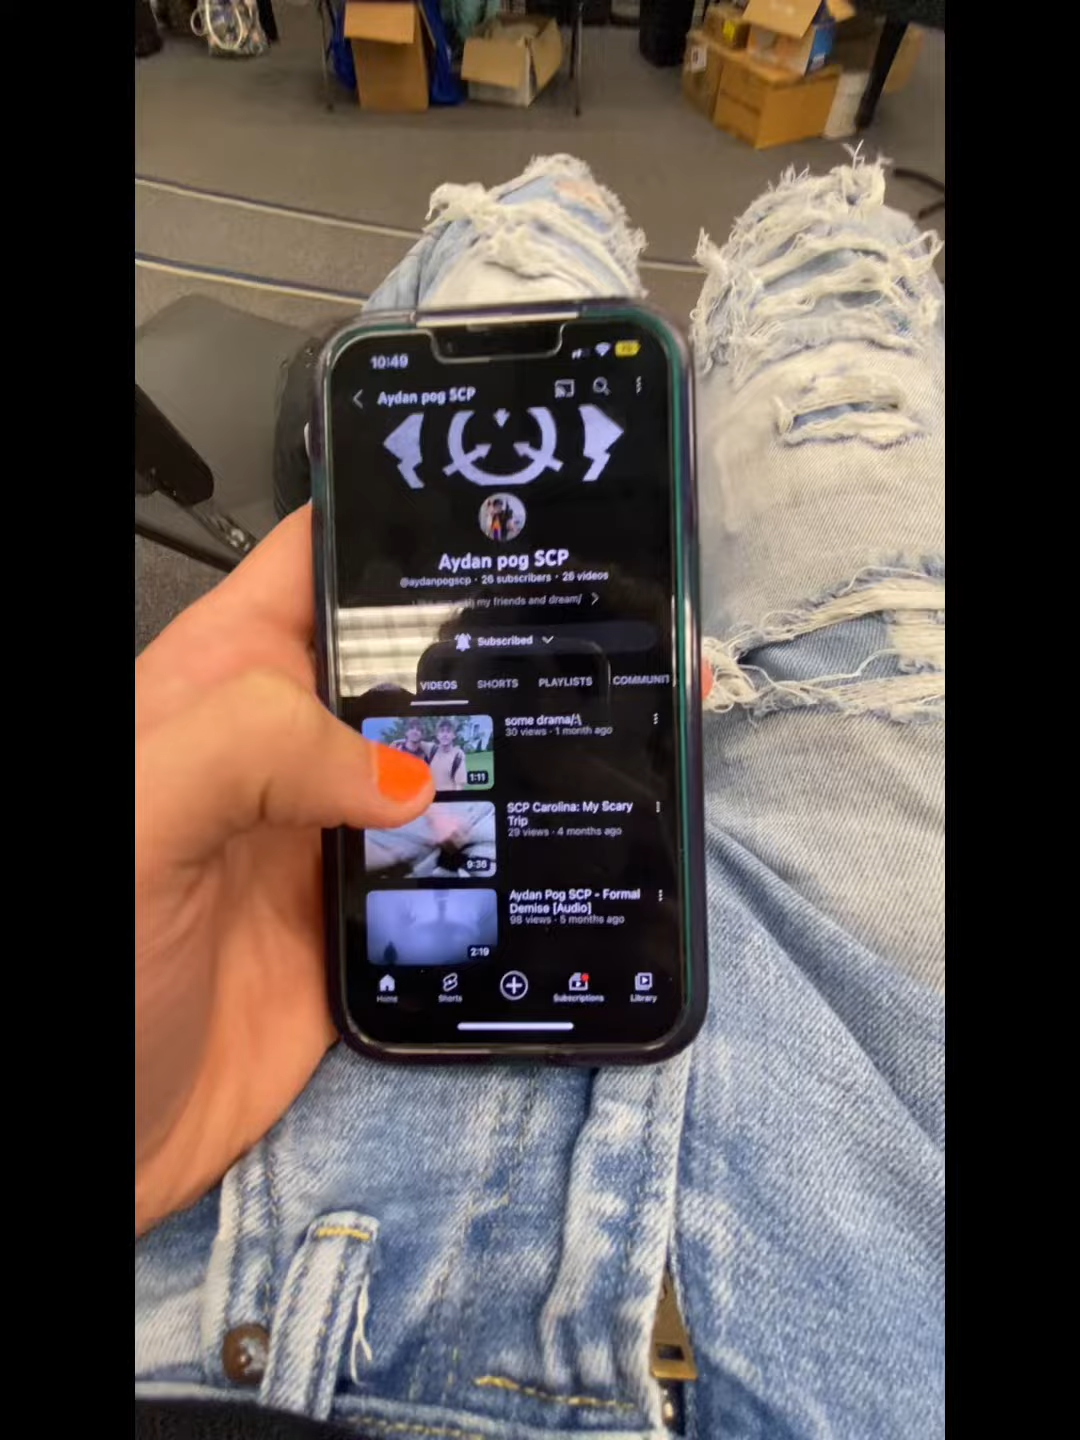 10:49
Aydan pog SCP
Aydan pog SCP
@aydanpogscp · 26 subscribers · 26 videos
with my friends and dream/
Subscribed
VIDEOS SHORTS PLAYLISTS COMMUNIT
some drama/:\
30 views · 1 month ago
1:11
SCP Carolina: My Scary
Trip
29 views · 4 months ago
9:36
Aydan Pog SCP - Formal
Demise [Audio]
98 views · 5 months ago
2:19
Home Shorts Subscriptions Library